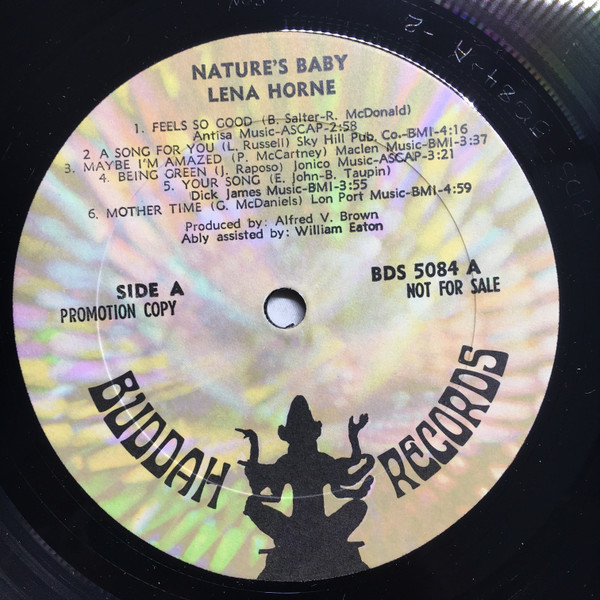 NATURE'S BABY
LENA HORNE
1. FEELS SO GOOD (B. Salter-R. McDonald)
Antisa Music-ASCAP-2:58
2 A SONG FOR YOU (L. Russell) Sky Hill Pub. Co.-BMI-4:16
3. MAYBE I'M AMAZED (P. McCartney) Maclen Music-BMI-3:37
4. BEING GREEN (J. Raposo) Jonico Music-ASCAP-3:21
5. YOUR SONG (E. John-B. Taupin)
Dick James Music-BMI-3:55
6. MOTHER TIME (G. McDaniels) Lon Port Music-BMI-4:59
Produced by: Alfred V. Brown
Ably assisted by: William Eaton
SIDE A
PROMOTION COPY
BDS 5084 A
NOT FOR SALE
BUDDAH RECORDS